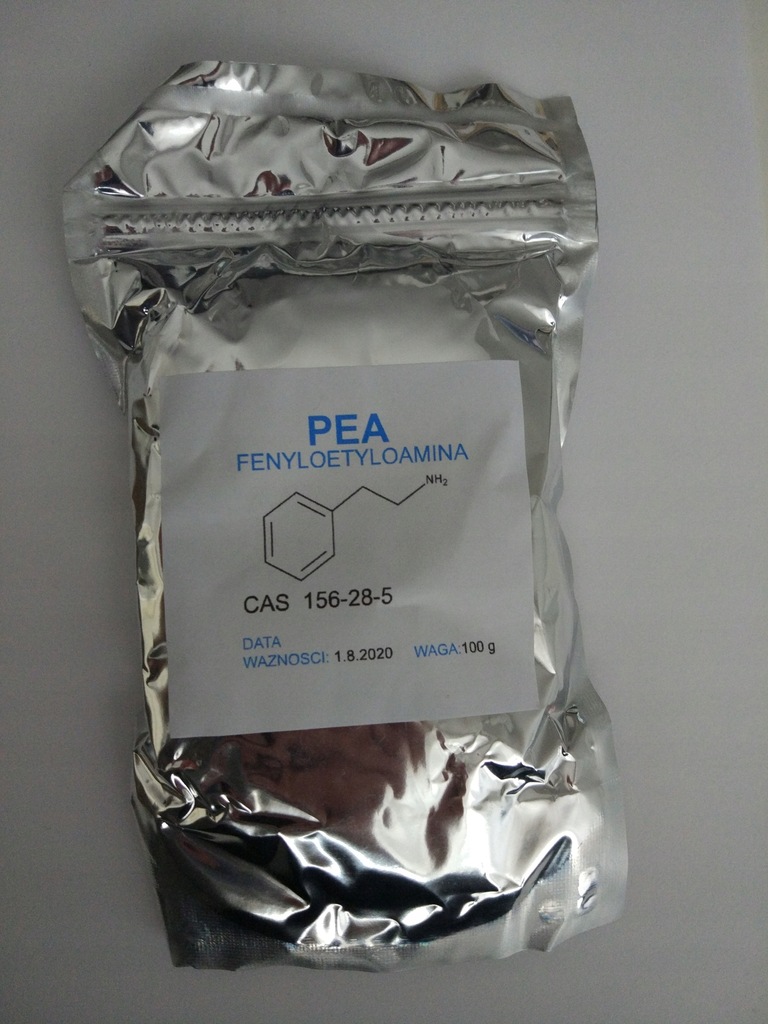 PEA
FENYLOETYLOAMINA
NH₂
CAS 156-28-5
DATA
WAZNOSCI: 1.8.2020 WAGA:100 g